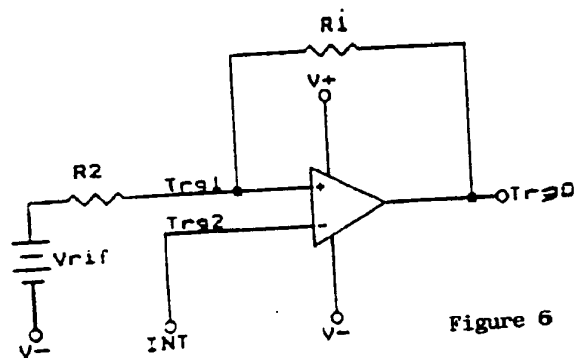 Ri
V+
R2
Trg1
+
TrgO
Trg2
-
Vrif
V-
INT
V-
Figure 6